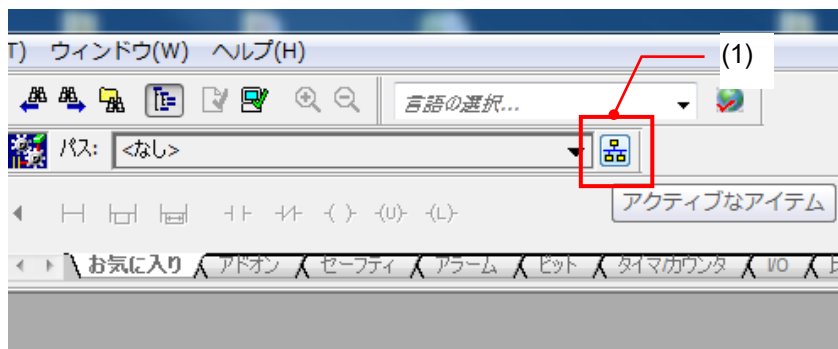 T) ウィンドウ(W) ヘルプ(H)
(1)
言語の選択...
パス: <なし>
アクティブなアイテム
(U) (L)
お気に入り アドオン セーフティ アラーム ビット タイマ/カウンタ I/O